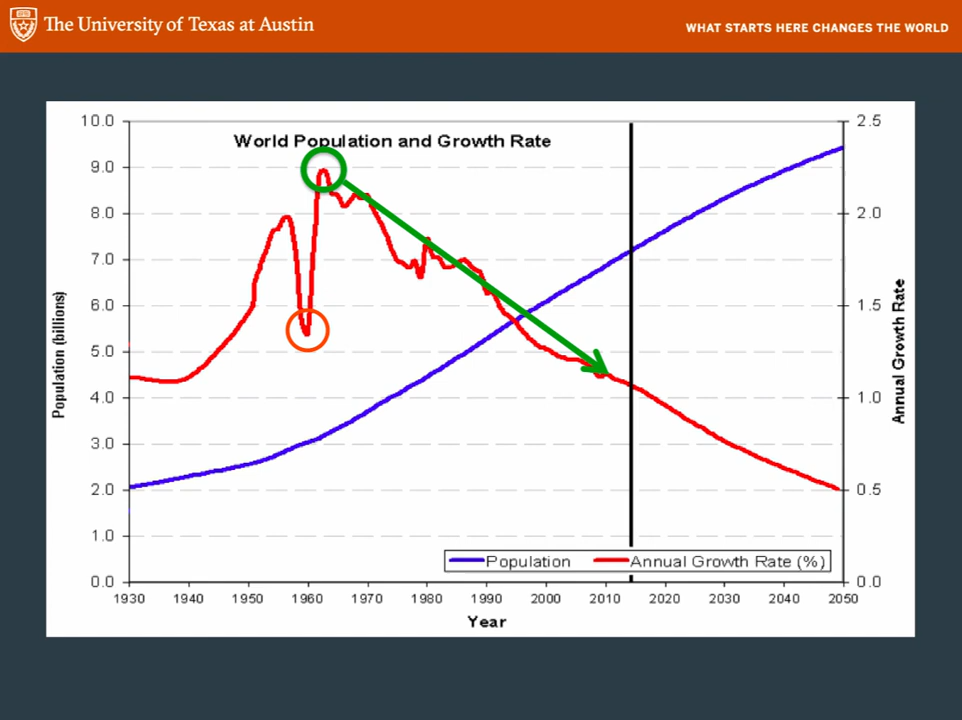 The University of Texas at Austin
WHAT STARTS HERE CHANGES THE WORLD
World Population and Growth Rate
10.0
9.0
8.0
7.0
6.0
5.0
4.0
3.0
2.0
1.0
0.0
Population (billions)
2.5
2.0
1.5
1.0
0.5
0.0
Annual Growth Rate
Population
Annual Growth Rate (%)
1930 1940 1950 1960 1970 1980 1990 2000 2010 2020 2030 2040 2050
Year